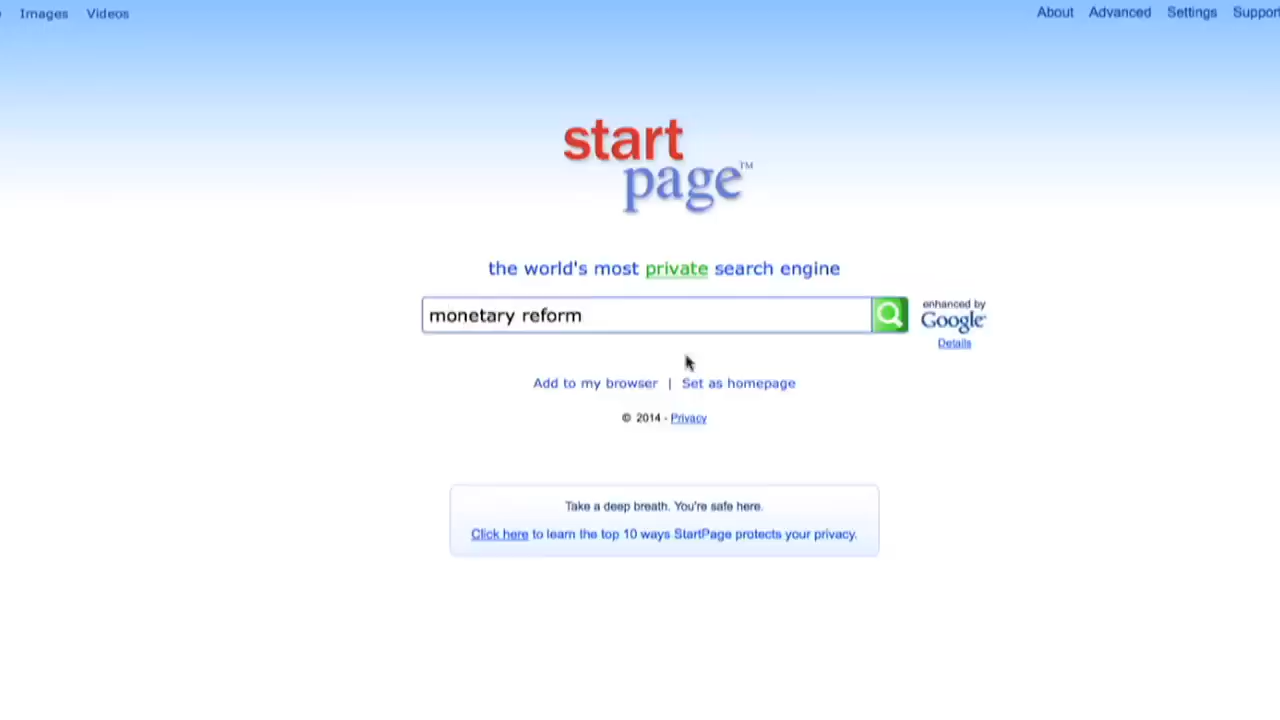 Images Videos About Advanced Settings Support
start
page™
the world's most private search engine
monetary reform
enhanced by
Google
Details
Add to my browser | Set as homepage
© 2014 - Privacy
Take a deep breath. You're safe here.
Click here to learn the top 10 ways StartPage protects your privacy.